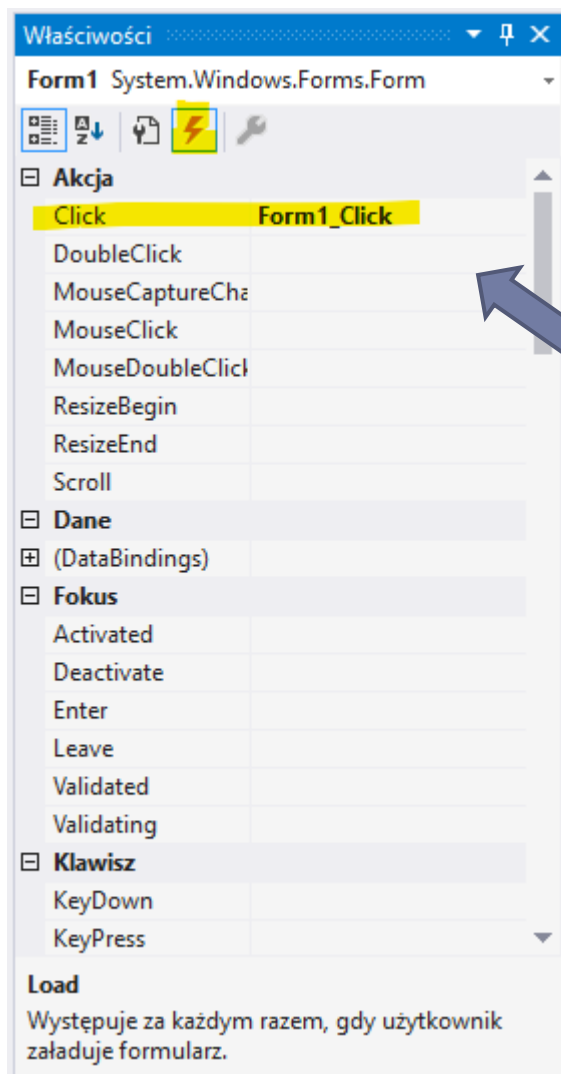 Właściwości
Form1 System.Windows.Forms.Form
Akcja
Click Form1_Click
DoubleClick
MouseCaptureCha
MouseClick
MouseDoubleClick
ResizeBegin
ResizeEnd
Scroll
Dane
(DataBindings)
Fokus
Activated
Deactivate
Enter
Leave
Validated
Validating
Klawisz
KeyDown
KeyPress
Load
Występuje za każdym razem, gdy użytkownik
załaduje formularz.